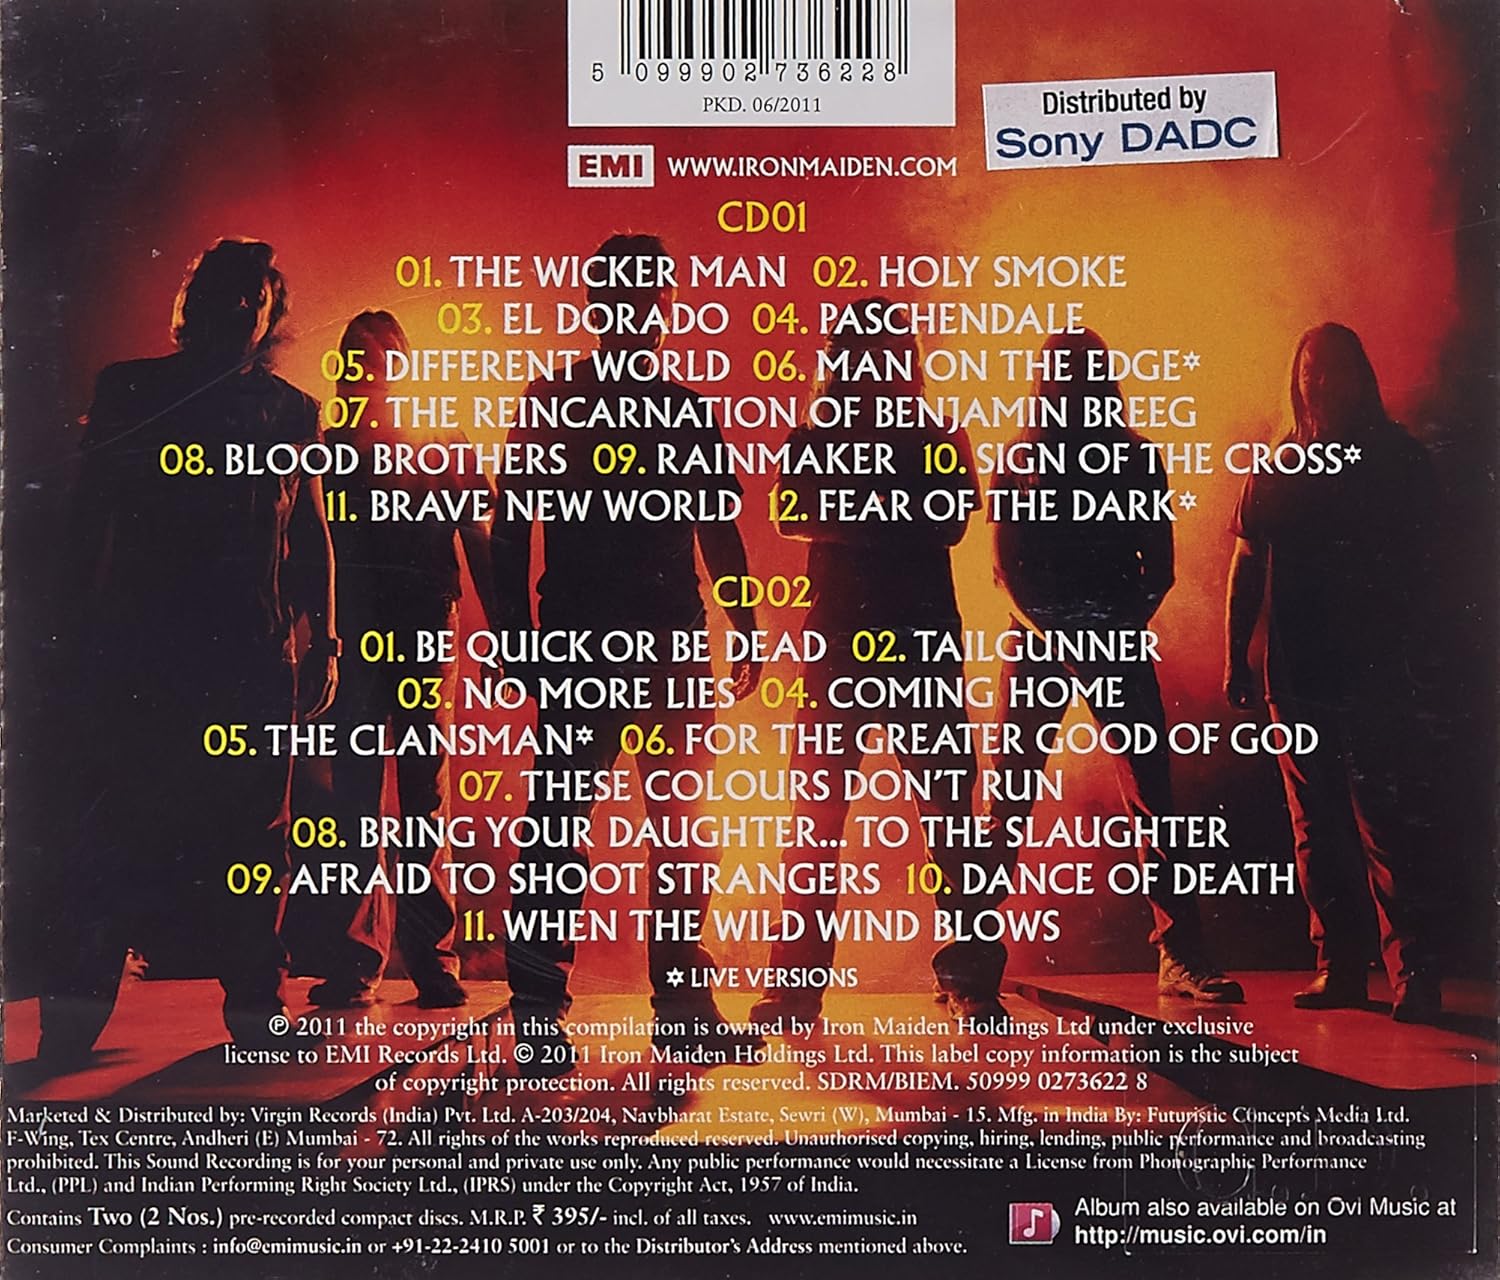 5 099902 736228
PKD. 06/2011
Distributed by
Sony DADC
EMI WWW.IRONMAIDEN.COM
CD01
01. THE WICKER MAN 02. HOLY SMOKE
03. EL DORADO 04. PASCHENDALE
05. DIFFERENT WORLD 06. MAN ON THE EDGE✡
07. THE REINCARNATION OF BENJAMIN BREEG
08. BLOOD BROTHERS 09. RAINMAKER 10. SIGN OF THE CROSS✡
11. BRAVE NEW WORLD 12. FEAR OF THE DARK✡
CD02
01. BE QUICK OR BE DEAD 02. TAILGUNNER
03. NO MORE LIES 04. COMING HOME
05. THE CLANSMAN✡ 06. FOR THE GREATER GOOD OF GOD
07. THESE COLOURS DON'T RUN
08. BRING YOUR DAUGHTER... TO THE SLAUGHTER
09. AFRAID TO SHOOT STRANGERS 10. DANCE OF DEATH
11. WHEN THE WILD WIND BLOWS
✡ LIVE VERSIONS
℗ 2011 the copyright in this compilation is owned by Iron Maiden Holdings Ltd under exclusive
license to EMI Records Ltd. © 2011 Iron Maiden Holdings Ltd. This label copy information is the subject
of copyright protection. All rights reserved. SDRM/BIEM. 50999 0273622 8
Marketed & Distributed by: Virgin Records (India) Pvt. Ltd. A-203/204, Navbharat Estate, Sewri (W), Mumbai - 15. Mfg. in India By: Futuristic Concepts Media Ltd.
F-Wing, Tex Centre, Andheri (E) Mumbai - 72. All rights of the works reproduced reserved. Unauthorised copying, hiring, lending, public performance and broadcasting
prohibited. This Sound Recording is for your personal and private use only. Any public performance would necessitate a License from Phonographic Performance
Ltd., (PPL) and Indian Performing Right Society Ltd., (IPRS) under the Copyright Act, 1957 of India.
Contains Two (2 Nos.) pre-recorded compact discs. M.R.P. ₹ 395/- incl. of all taxes. www.emimusic.in
Consumer Complaints : info@emimusic.in or +91-22-2410 5001 or to the Distributor's Address mentioned above.
Album also available on Ovi Music at
http://music.ovi.com/in